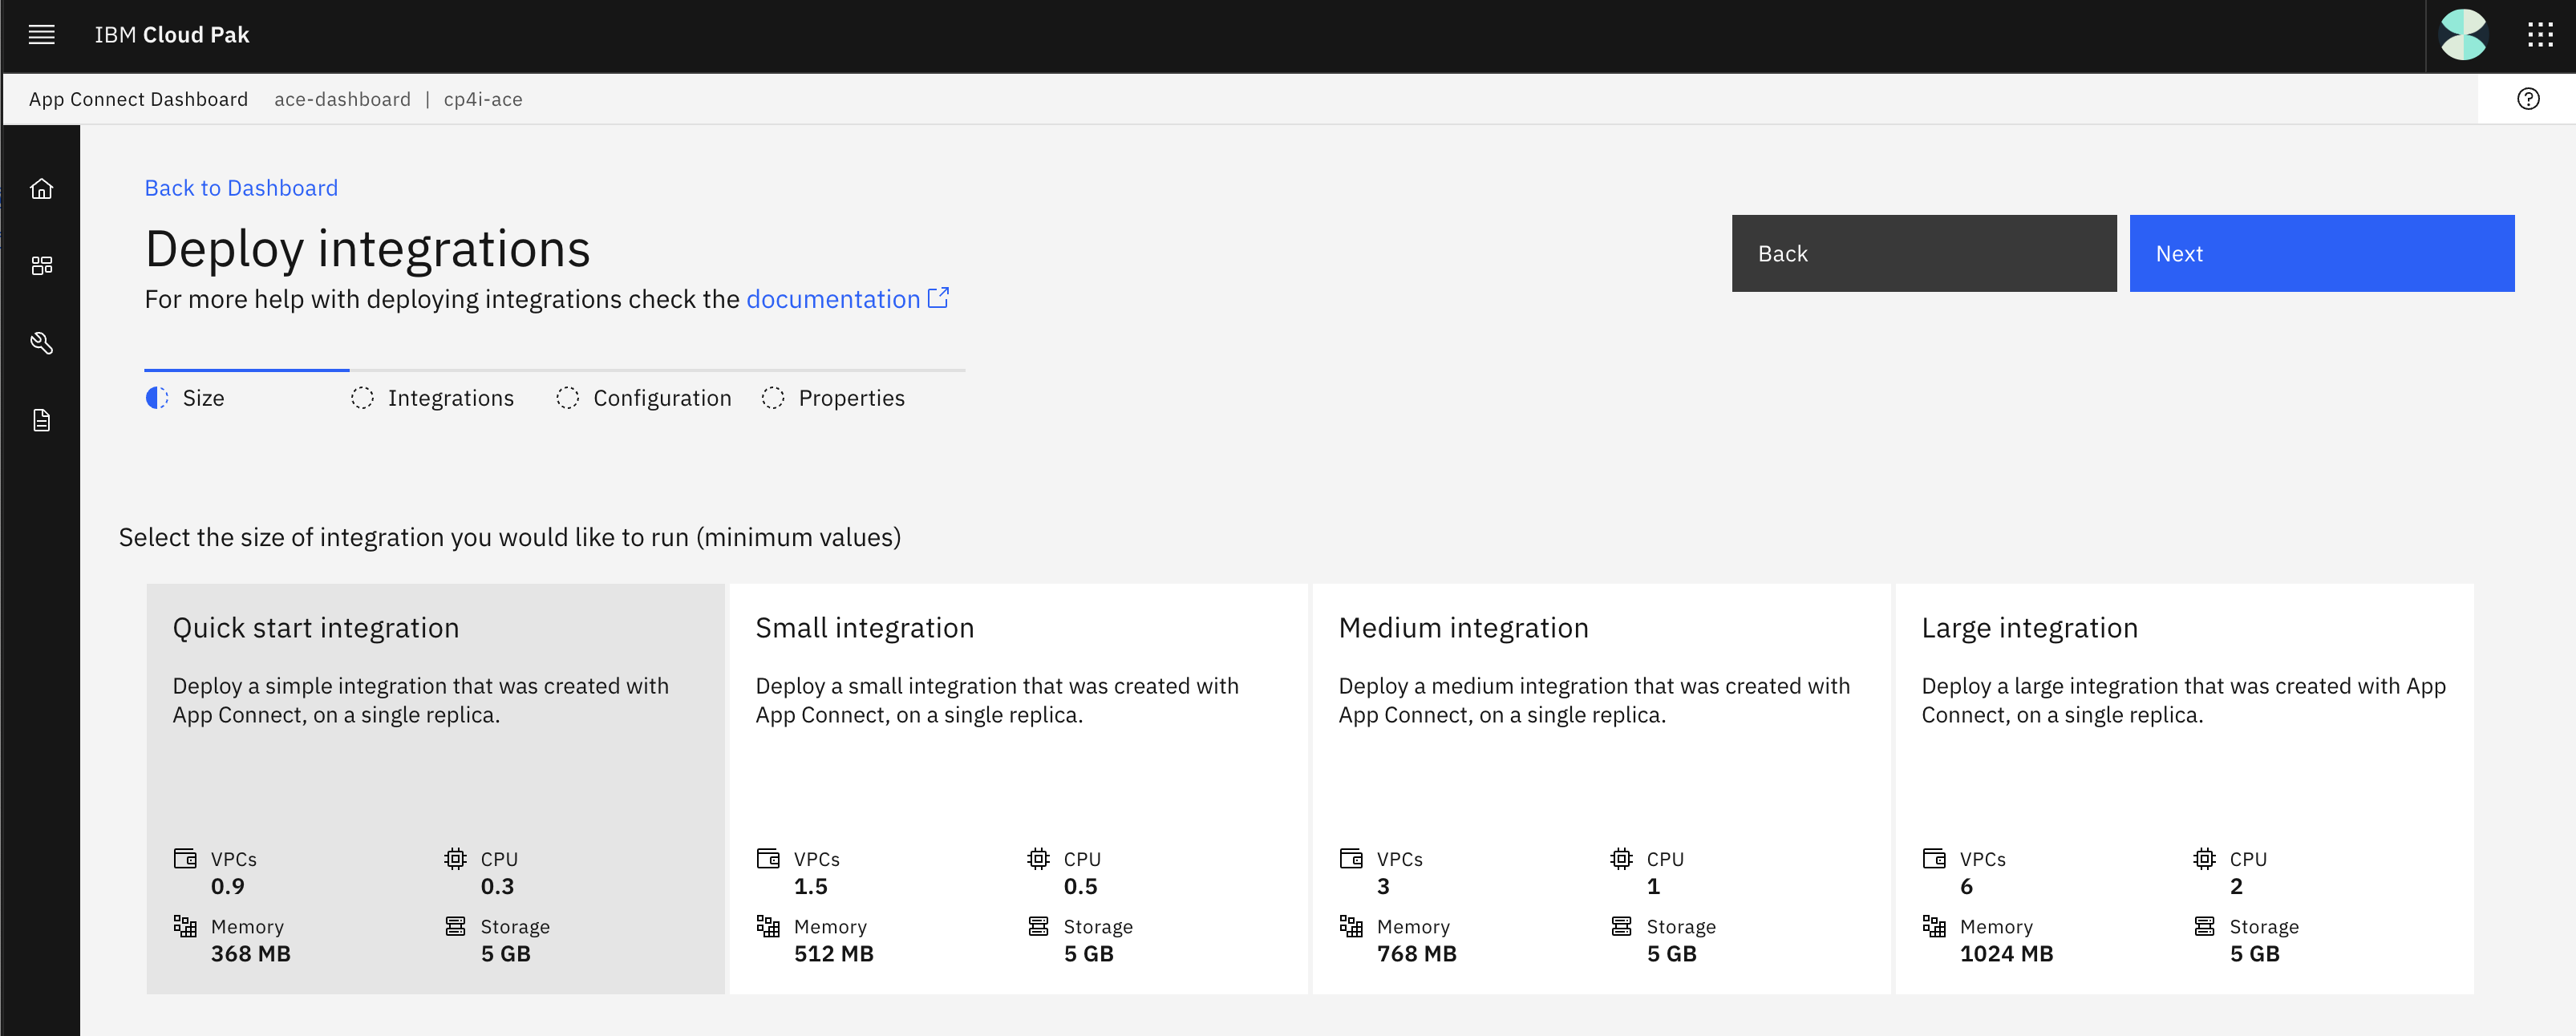 IBM Cloud Pak
App Connect Dashboard ace-dashboard | cp4i-ace
Back to Dashboard
Deploy integrations
For more help with deploying integrations check the documentation
Back
Next
Size
Integrations
Configuration
Properties
Select the size of integration you would like to run (minimum values)
Quick start integration
Deploy a simple integration that was created with
App Connect, on a single replica.
VPCs
0.9
CPU
0.3
Memory
368 MB
Storage
5 GB
Small integration
Deploy a small integration that was created with
App Connect, on a single replica.
VPCs
1.5
CPU
0.5
Memory
512 MB
Storage
5 GB
Medium integration
Deploy a medium integration that was created with
App Connect, on a single replica.
VPCs
3
CPU
1
Memory
768 MB
Storage
5 GB
Large integration
Deploy a large integration that was created with App
Connect, on a single replica.
VPCs
6
CPU
2
Memory
1024 MB
Storage
5 GB